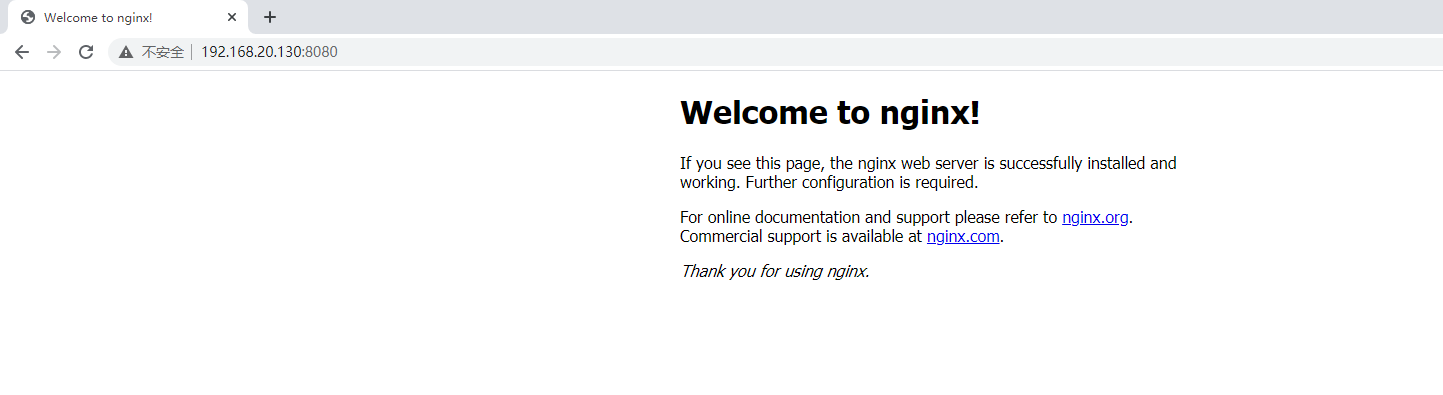 Welcome to nginx!
不安全 192.168.20.130:8080
Welcome to nginx!
If you see this page, the nginx web server is successfully installed and
working. Further configuration is required.
For online documentation and support please refer to nginx.org.
Commercial support is available at nginx.com.
Thank you for using nginx.